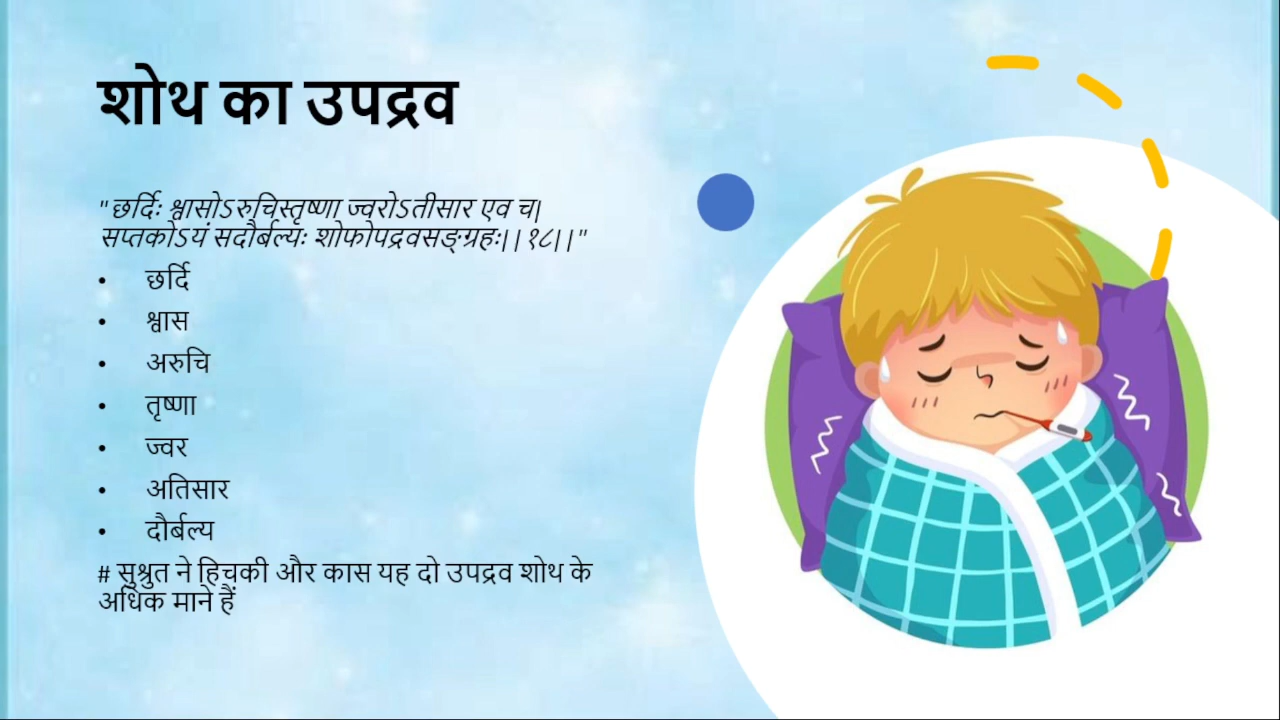 शोथ का उपद्रव
"छर्दिः श्वासोऽरुचिस्तृष्णा ज्वरोऽतीसार एव च|
सप्तकोऽयं सदौर्बल्यः शोफोपद्रवसङ्ग्रहः||१८||"
• छर्दि
• श्वास
• अरुचि
• तृष्णा
• ज्वर
• अतिसार
• दौर्बल्य
# सुश्रुत ने हिचकी और कास यह दो उपद्रव शोथ के
अधिक माने हैं